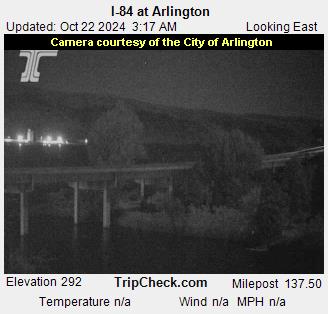 I-84 at Arlington
Updated: Oct 22 2024 3:17 AM Looking East
Camera courtesy of the City of Arlington
Elevation 292 TripCheck.com Milepost 137.50
Temperature n/a Wind n/a MPH n/a